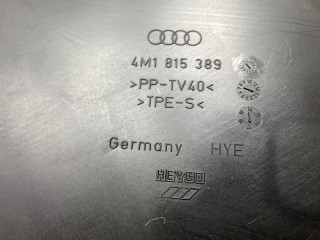 4M1 815 389
>PP-TV40<
>TPE-S<
Germany HYE
HEYCO